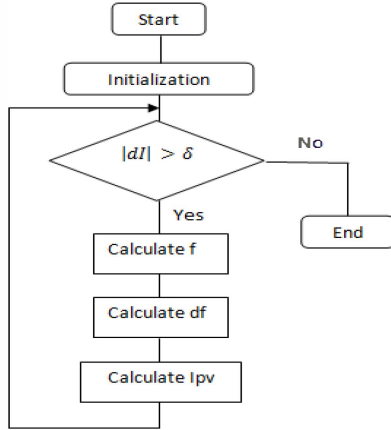 Start
Initialization
|dI| > δ
No
Yes
End
Calculate f
Calculate df
Calculate Ipv